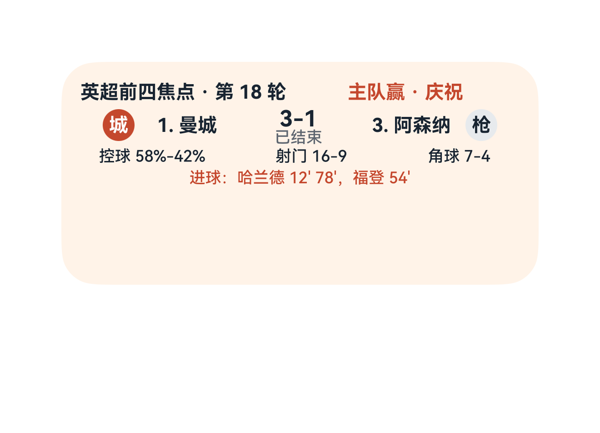 英超前四焦点 · 第 18 轮 主队赢 · 庆祝
城 1. 曼城 3-1 3. 阿森纳 枪
已结束
控球 58%-42% 射门 16-9 角球 7-4
进球：哈兰德 12' 78'，福登 54'